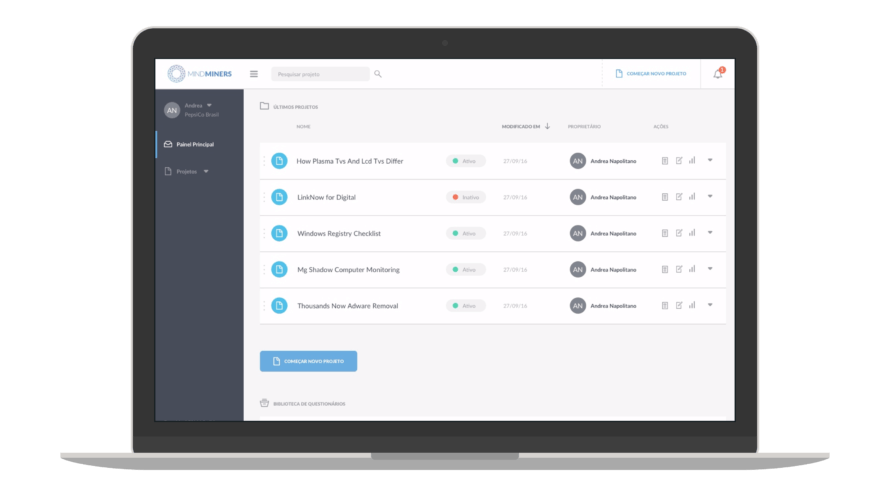 MINDMINERS
Pesquisar projeto
COMEÇAR NOVO PROJETO
1
AN
Andrea
PepsiCo Brasil
Painel Principal
Projetos
ÚLTIMOS PROJETOS
NOME
MODIFICADO EM
PROPRIETÁRIO
AÇÕES
How Plasma Tvs And Lcd Tvs Differ
Ativo
27/09/16
AN
Andrea Napolitano
LinkNow for Digital
Inativo
27/09/16
AN
Andrea Napolitano
Windows Registry Checklist
Ativo
27/09/16
AN
Andrea Napolitano
Mg Shadow Computer Monitoring
Ativo
27/09/16
AN
Andrea Napolitano
Thousands Now Adware Removal
Ativo
27/09/16
AN
Andrea Napolitano
COMEÇAR NOVO PROJETO
BIBLIOTECA DE QUESTIONÁRIOS